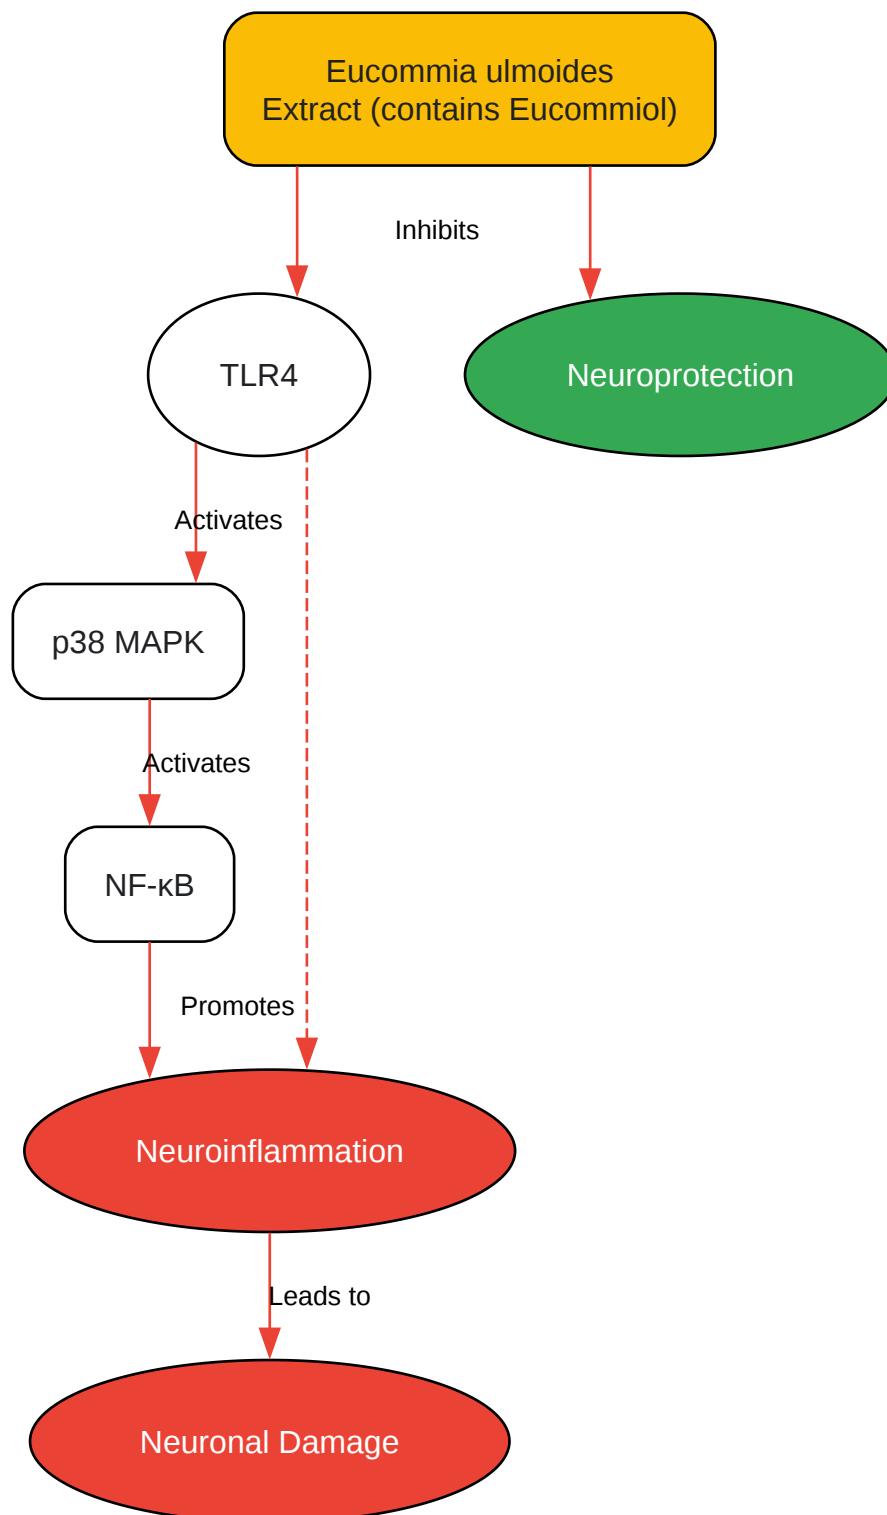 Eucommia ulmoides
Extract (contains Eucommiol)
Inhibits
TLR4
Neuroprotection
Activates
p38 MAPK
Activates
NF-κB
Promotes
Neuroinflammation
Leads to
Neuronal Damage